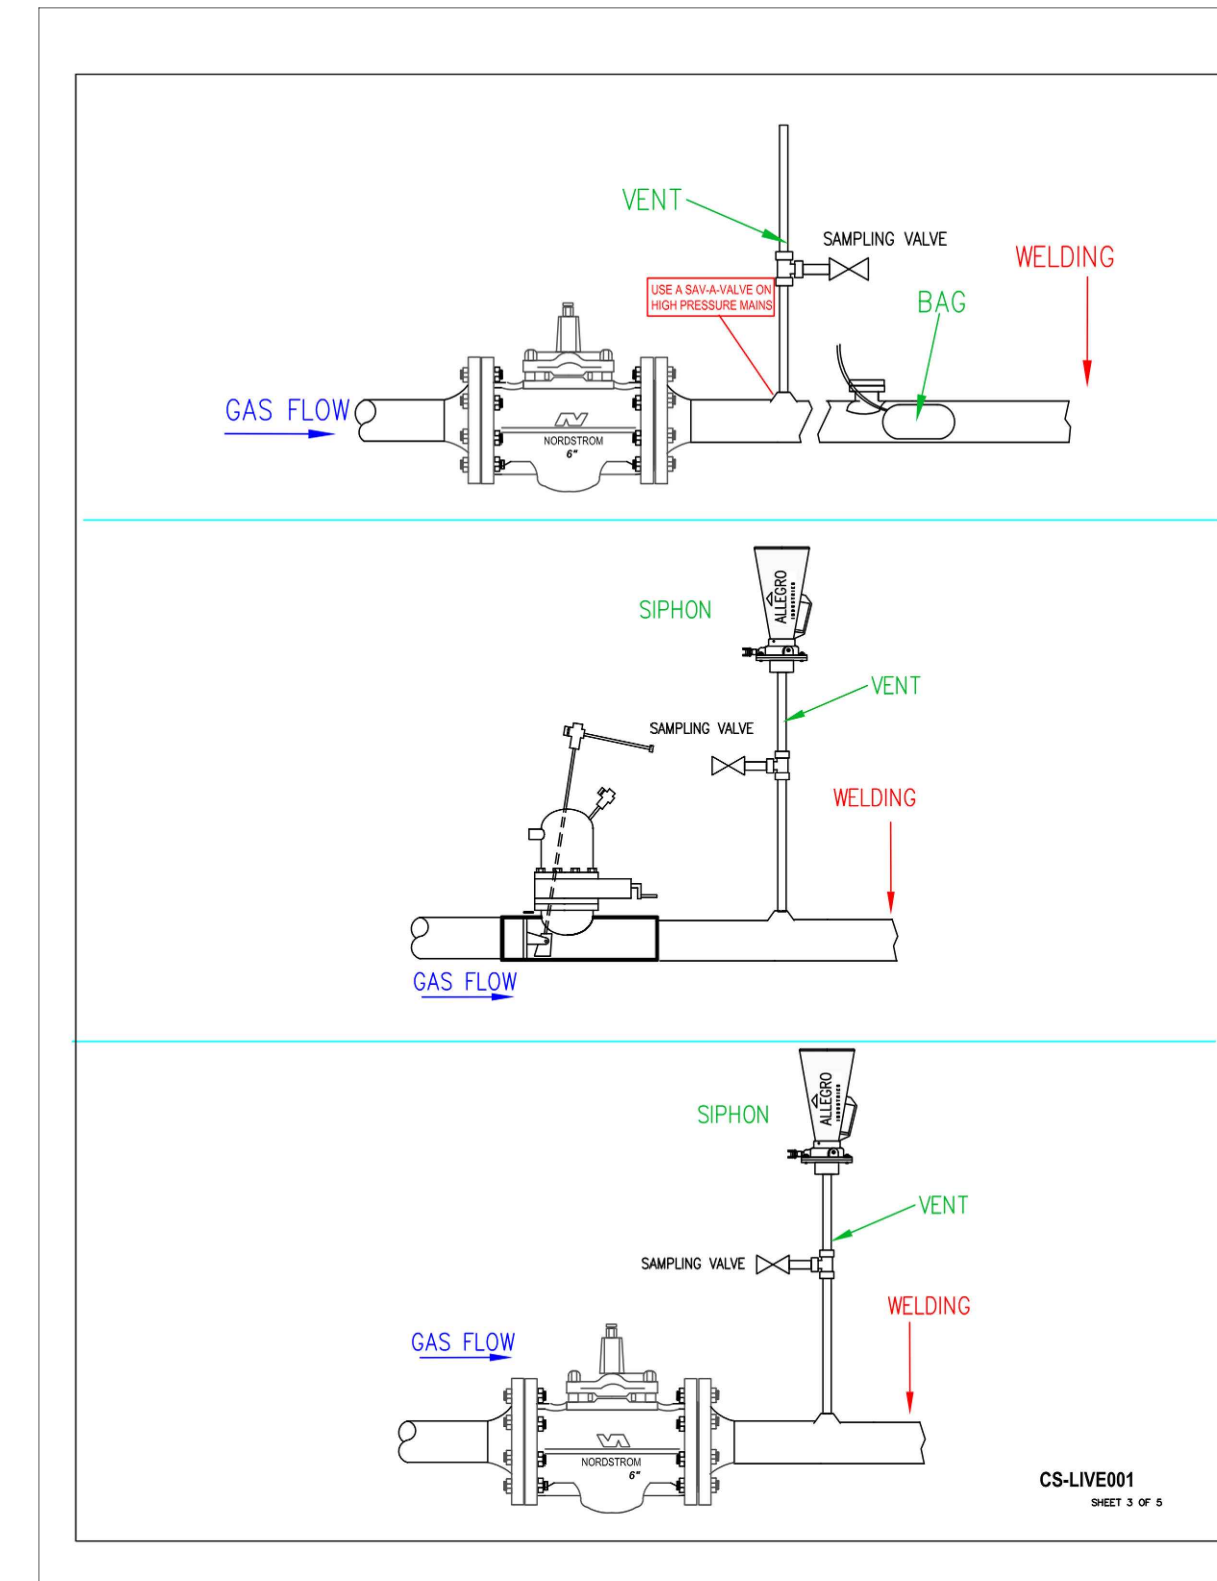 VENT
SAMPLING VALVE
WELDING
USE A SAV-A-VALVE ON
HIGH PRESSURE MAINS
BAG
GAS FLOW
NORDSTROM
6"
SIPHON
ALLEGRO
INDUSTRIES
VENT
SAMPLING VALVE
WELDING
GAS FLOW
SIPHON
ALLEGRO
INDUSTRIES
VENT
SAMPLING VALVE
WELDING
GAS FLOW
NORDSTROM
6"
CS-LIVE001
SHEET 3 OF 5